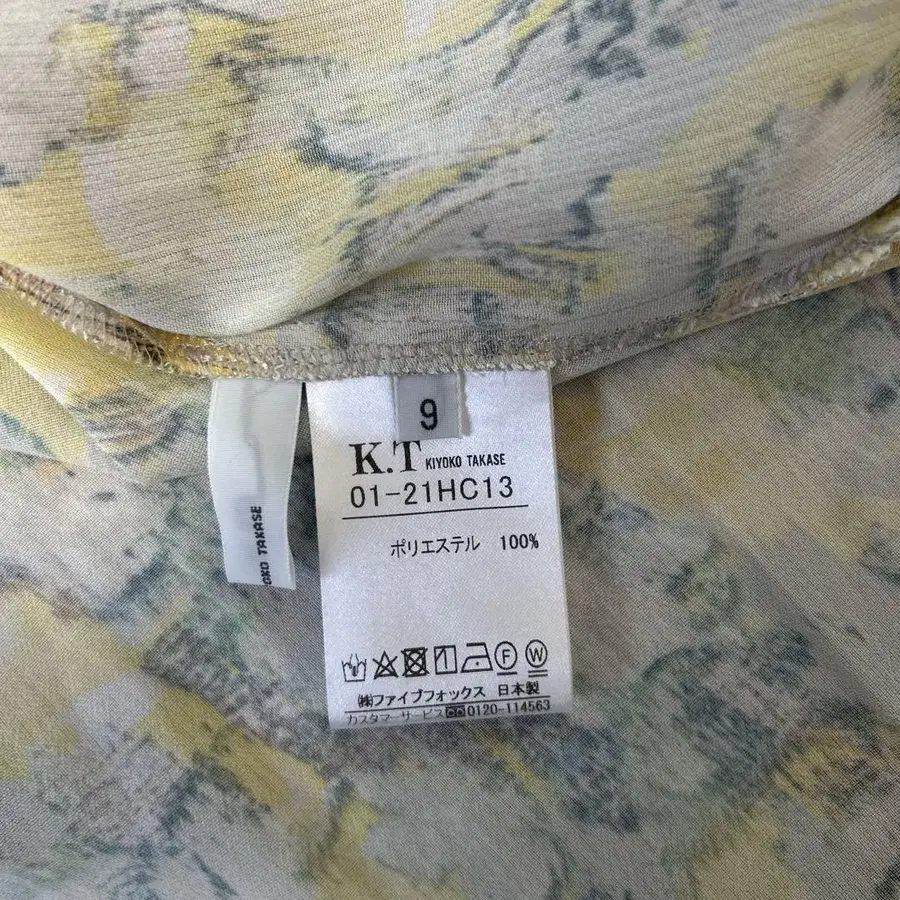 9
K.T KIYOKO TAKASE
01-21HC13
ポリエステル 100%
F W
㈱ファイブフォックス 日本製
カスタマーサービス 0120-114563
OKO TAKASE